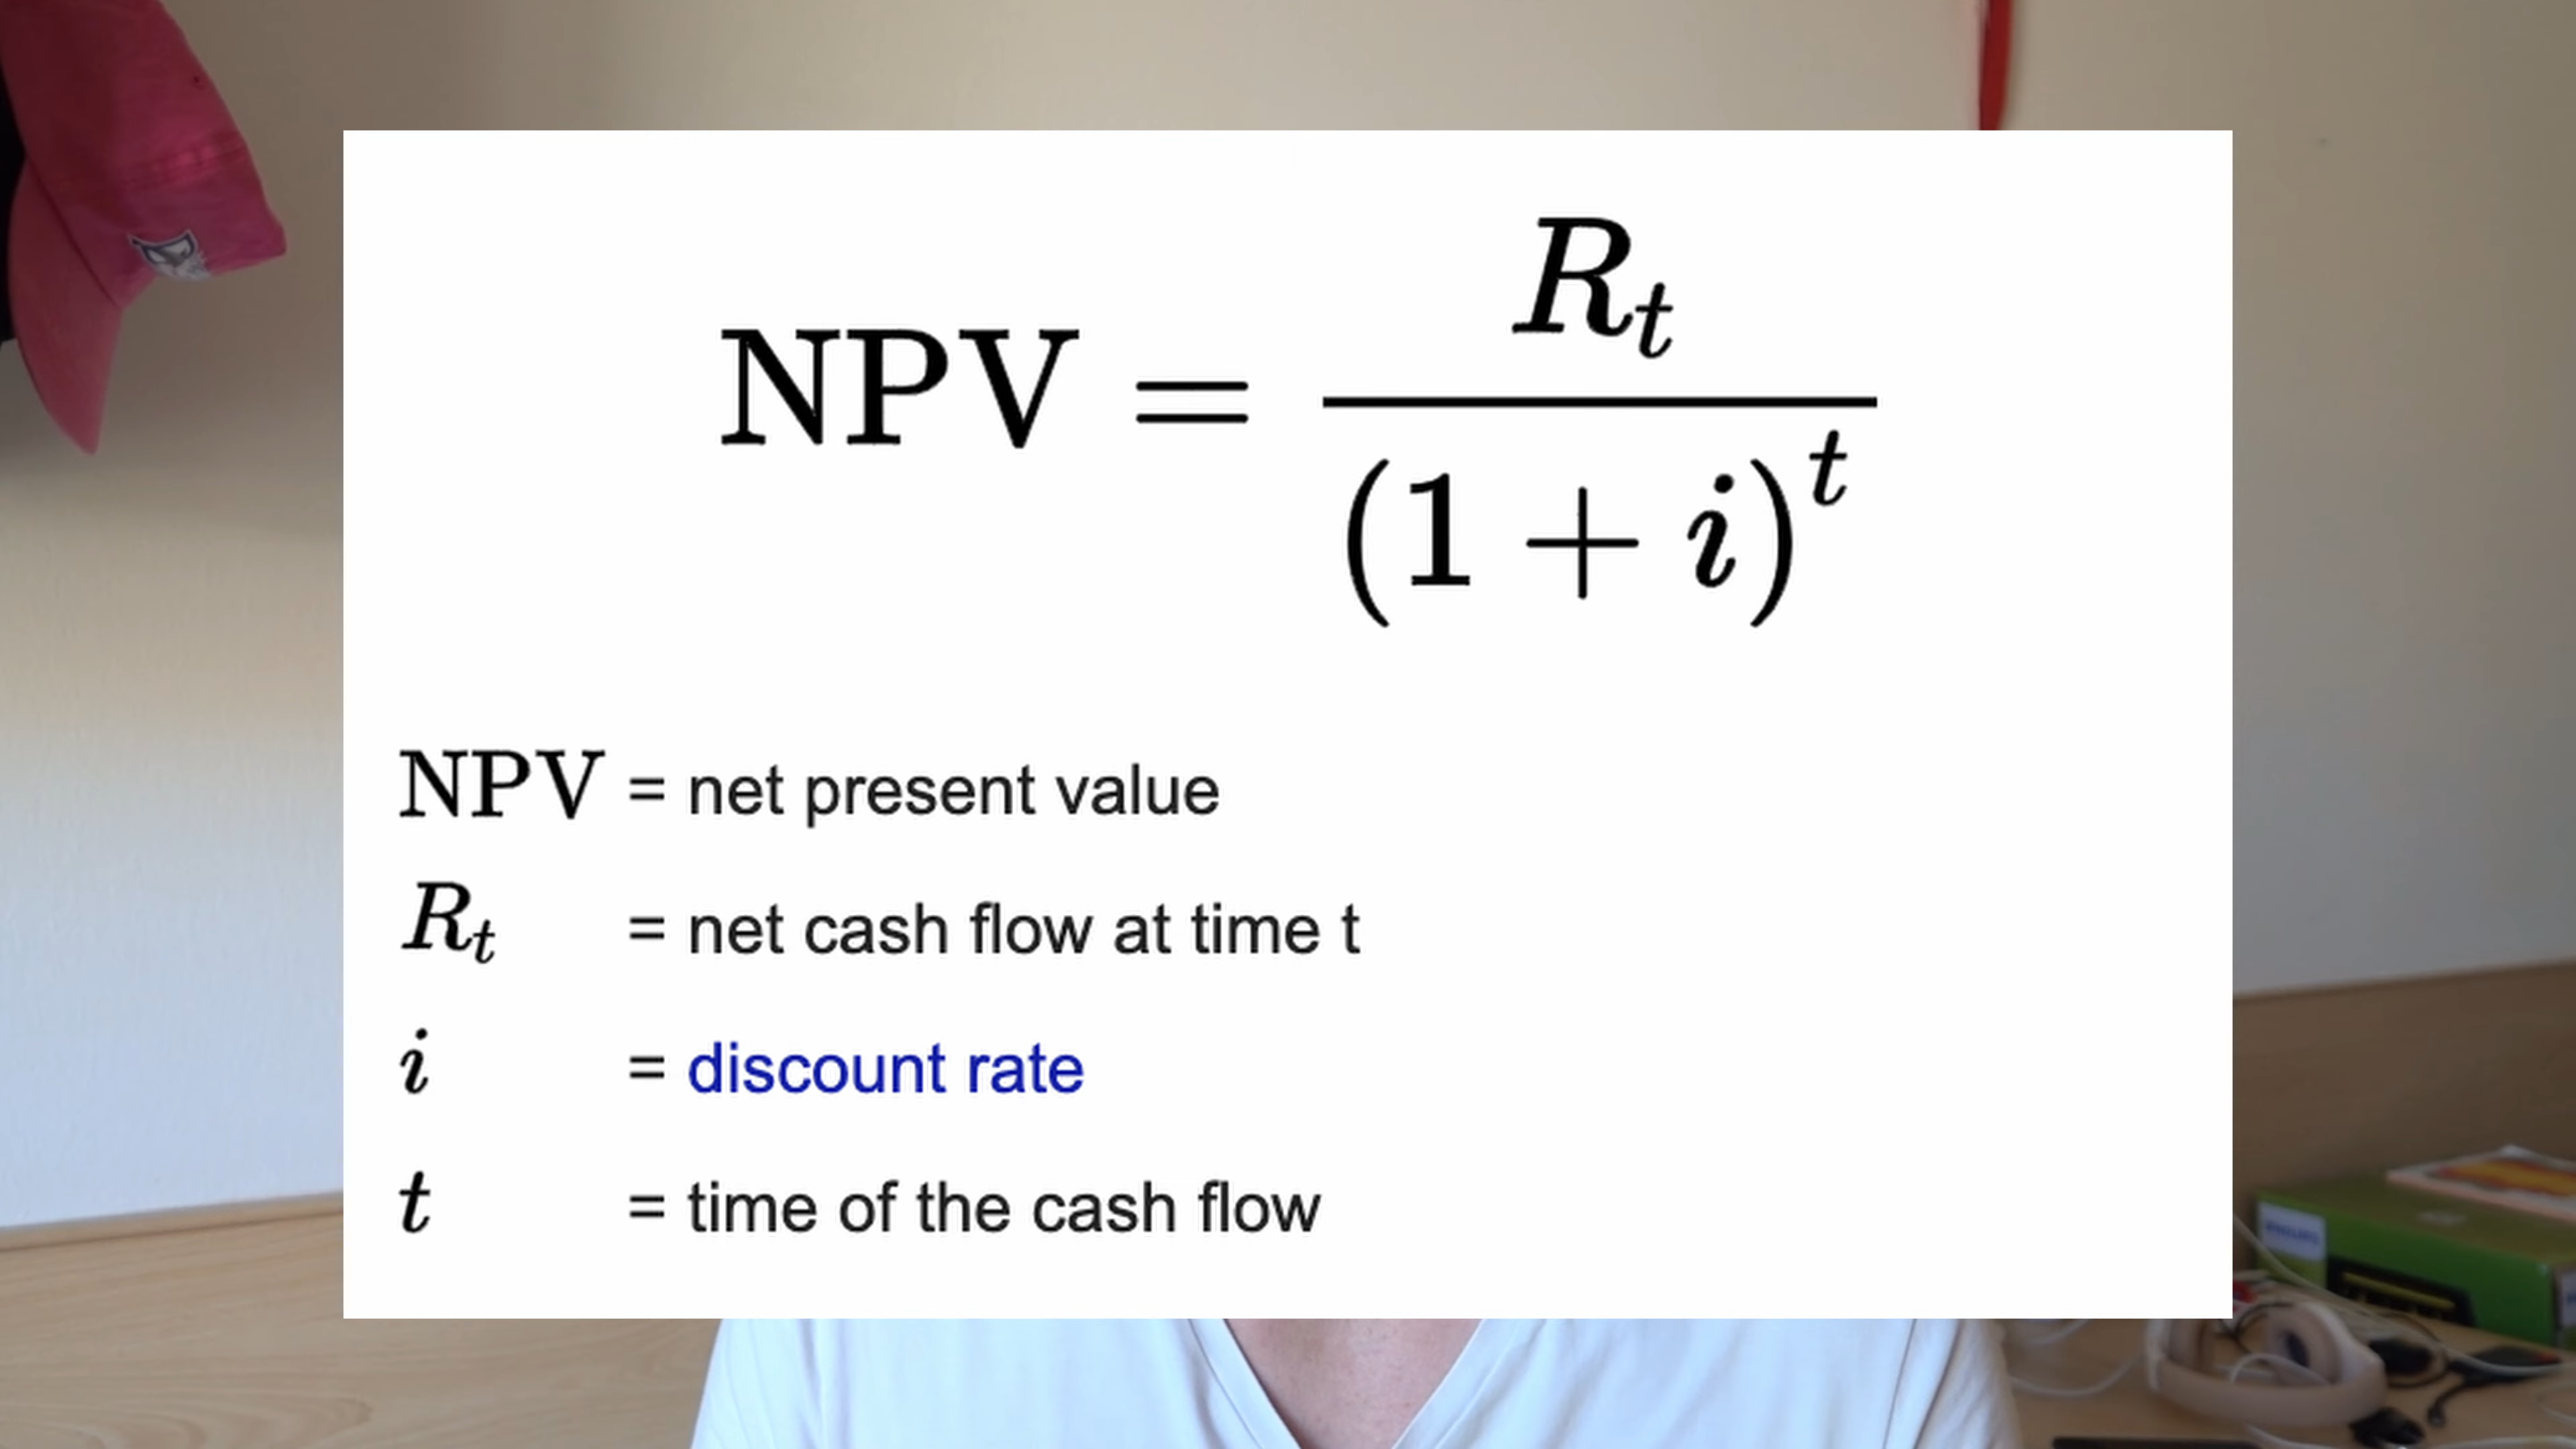 NPV = R_t / (1 + i)^t
NPV = net present value
R_t = net cash flow at time t
i = discount rate
t = time of the cash flow